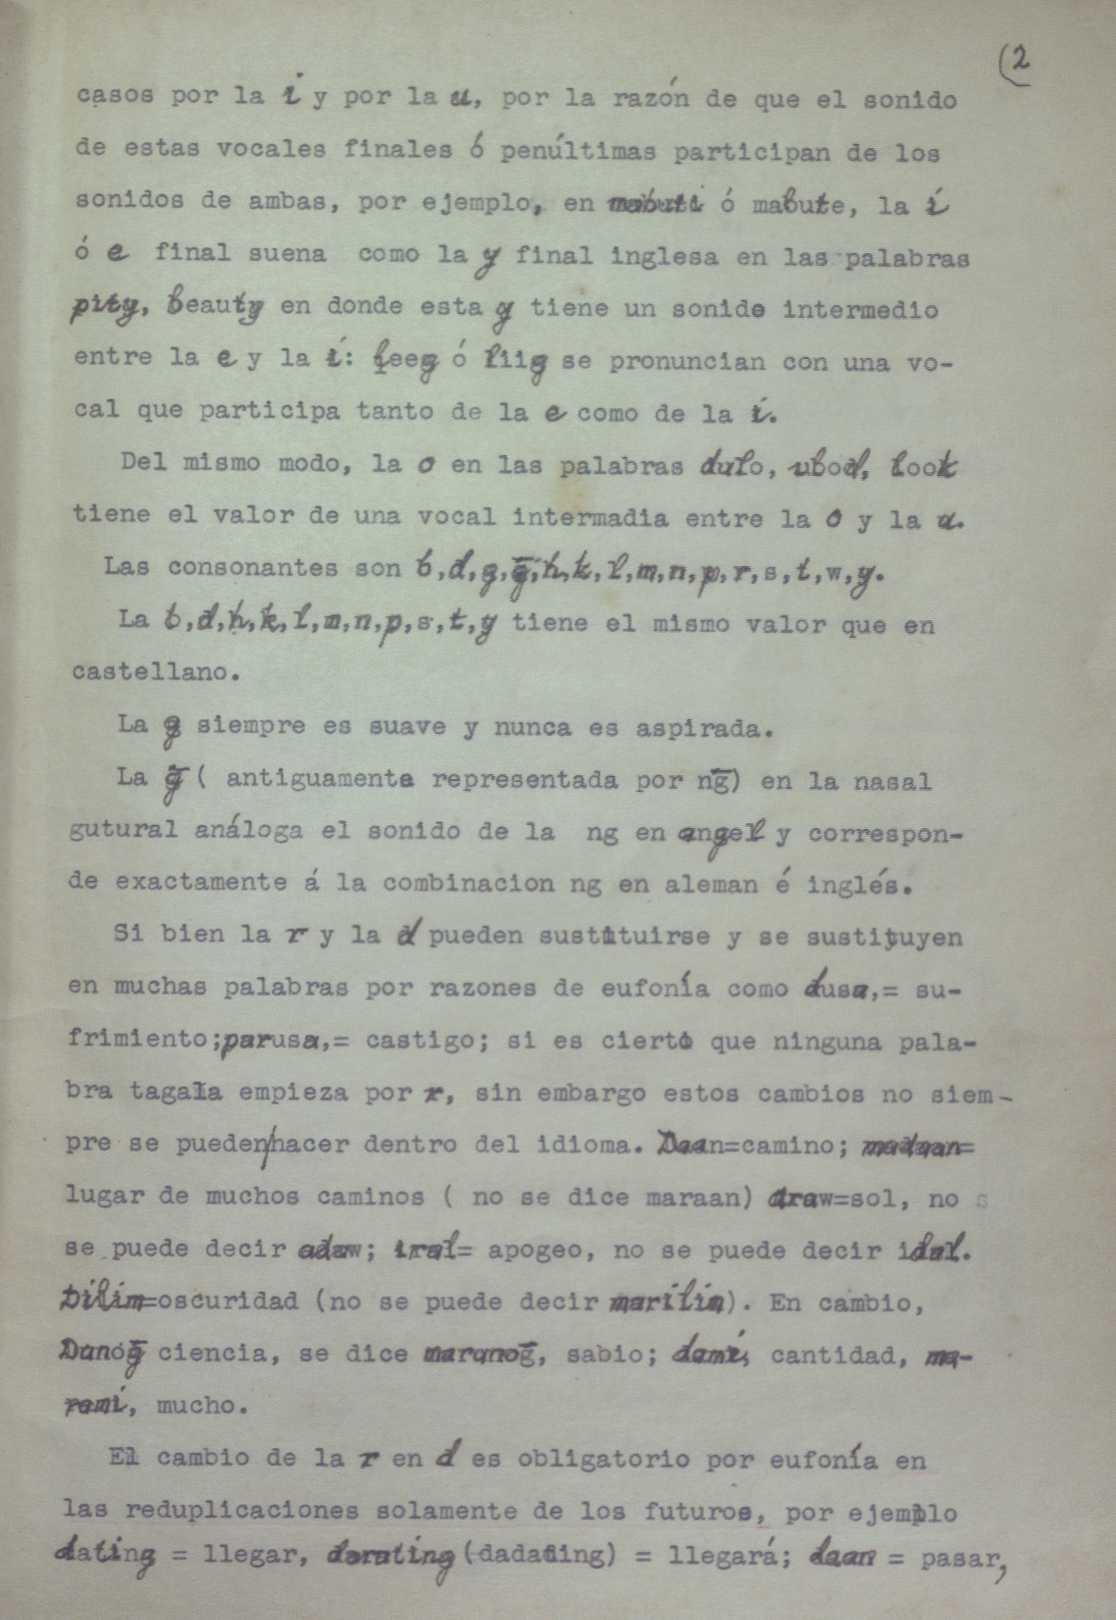 (2
casos por la i y por la u, por la razón de que el sonido
de estas vocales finales ó penúltimas participan de los
sonidos de ambas, por ejemplo, en mabuti ó mabute, la i
ó e final suena como la y final inglesa en las palabras
pity, beauty en donde esta y tiene un sonido intermedio
entre la e y la i: leeg ó liig se pronuncian con una vo-
cal que participa tanto de la e como de la i.
Del mismo modo, la o en las palabras dulo, ubod, look
tiene el valor de una vocal intermadia entre la o y la u.
Las consonantes son b,d,g,g̃,h,k,l,m,n,p,r,s,t,w,y.
La b,d,h,k,l,m,n,p,s,t,y tiene el mismo valor que en
castellano.
La g siempre es suave y nunca es aspirada.
La g̃ ( antiguamente representada por ng̃) en la nasal
gutural análoga el sonido de la ng en angel y correspon-
de exactamente á la combinacion ng en aleman é inglés.
Si bien la r y la d pueden sustituirse y se sustituyen
en muchas palabras por razones de eufonía como dusa,= su-
frimiento;parusa,= castigo; si es cierto que ninguna pala-
bra tagala empieza por r, sin embargo estos cambios no siem-
pre se pueden/hacer dentro del idioma. Daan=camino; madaan=
lugar de muchos caminos ( no se dice maraan) araw=sol, no s
se puede decir adaw; iral= apogeo, no se puede decir idal.
Dilim=oscuridad (no se puede decir marilim). En cambio,
Dunóg̃ ciencia, se dice marunog̃, sabio; damí, cantidad, ma-
ramí, mucho.
El cambio de la r en d es obligatorio por eufonía en
las reduplicaciones solamente de los futuros, por ejemplo
dating = llegar, darating (dadating) = llegará; daan = pasar,